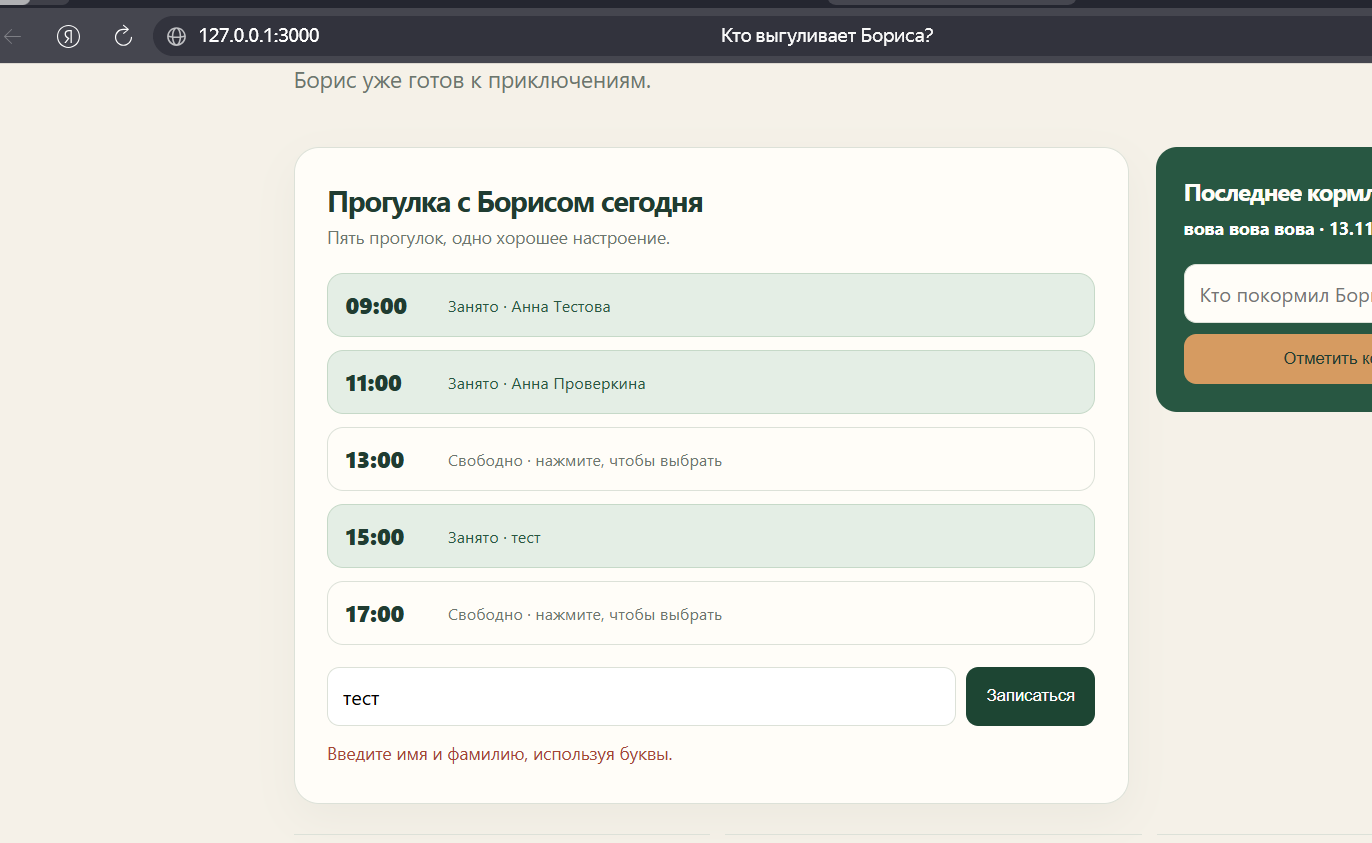 Я
127.0.0.1:3000
Кто выгуливает Бориса?
Борис уже готов к приключениям.
Прогулка с Борисом сегодня
Пять прогулок, одно хорошее настроение.
09:00 Занято · Анна Тестова
11:00 Занято · Анна Проверкина
13:00 Свободно · нажмите, чтобы выбрать
15:00 Занято · тест
17:00 Свободно · нажмите, чтобы выбрать
тест
Записаться
Введите имя и фамилию, используя буквы.
Последнее
вова вова вова · 13.11
Кто покормил
Отметить